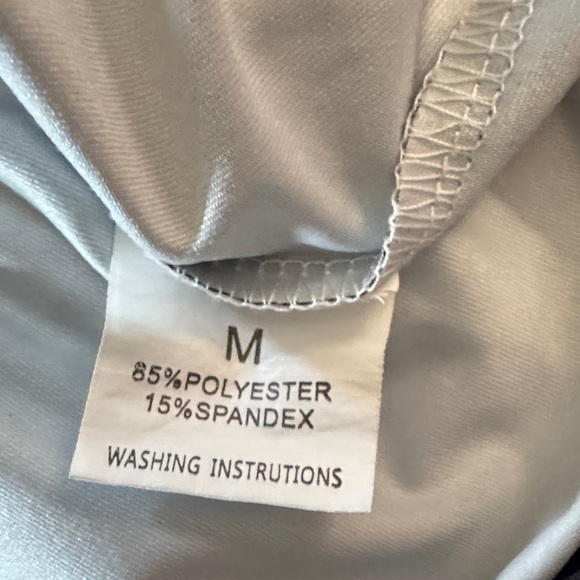 M
85%POLYESTER
15%SPANDEX
WASHING INSTRUTIONS